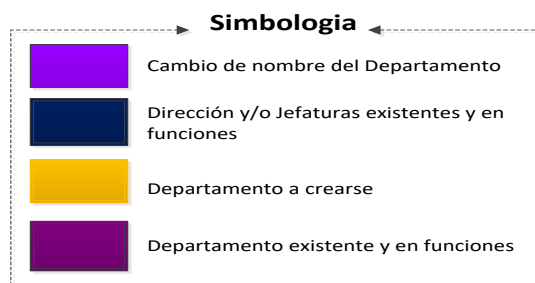 Simbologia
Cambio de nombre del Departamento
Dirección y/o Jefaturas existentes y en
funciones
Departamento a crearse
Departamento existente y en funciones